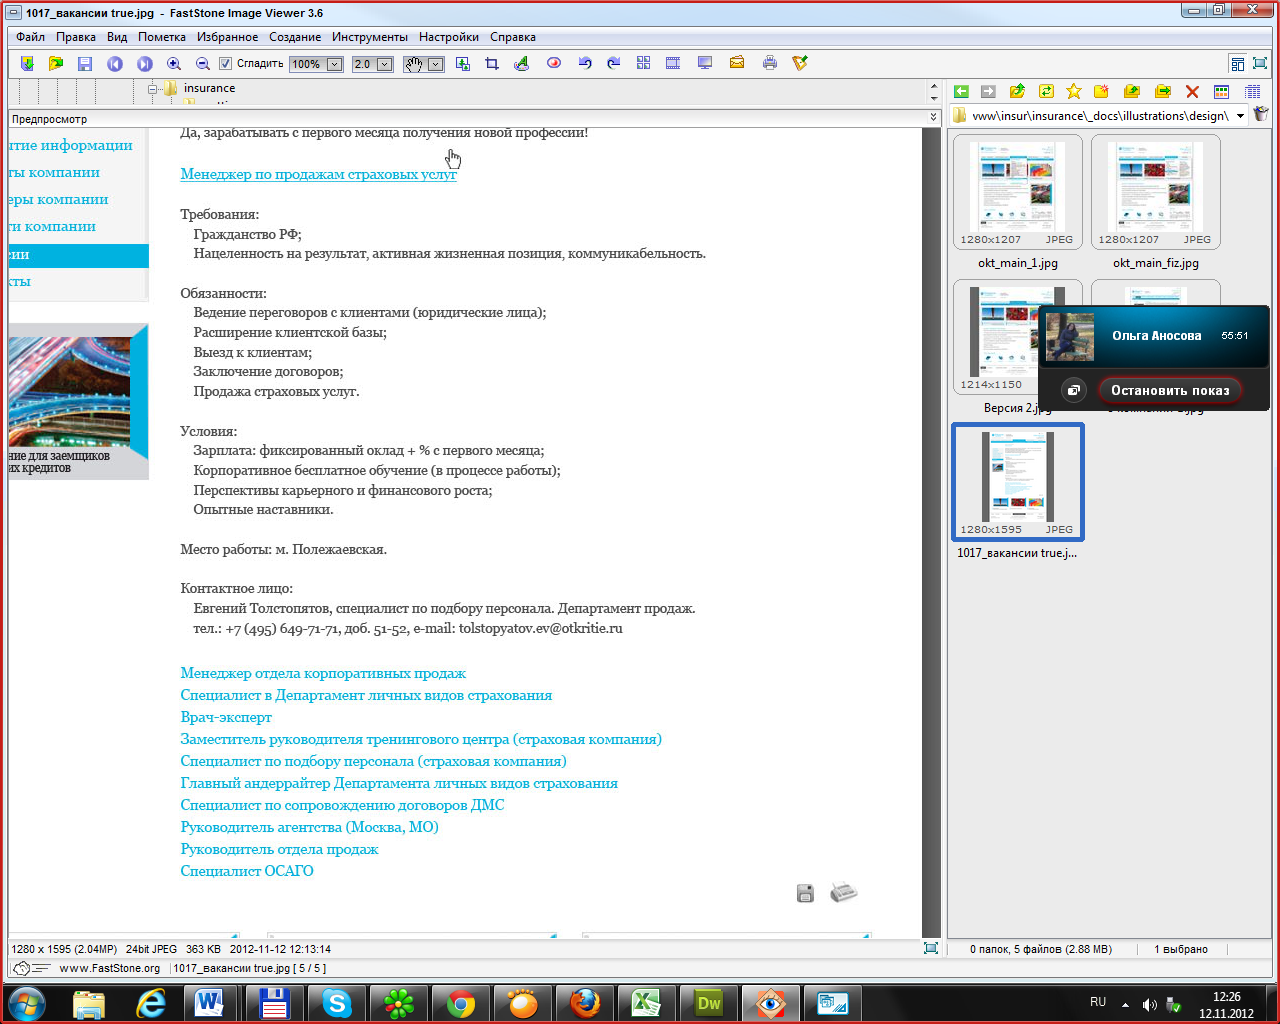 1017_вакансии true.jpg - FastStone Image Viewer 3.6
Файл Правка Вид Пометка Избранное Создание Инструменты Настройки Справка
Сгладить 100% 2.0
insurance
Предпросмотр
www\insur\insurance\_docs\illustrations\design\
Да, зарабатывать с первого месяца получения новой профессии!
ытие информации
ты компании
еры компании
ти компании
сии
кты
ние для заемщиков
их кредитов
Менеджер по продажам страховых услуг
Требования:
Гражданство РФ;
Нацеленность на результат, активная жизненная позиция, коммуникабельность.
Обязанности:
Ведение переговоров с клиентами (юридические лица);
Расширение клиентской базы;
Выезд к клиентам;
Заключение договоров;
Продажа страховых услуг.
Условия:
Зарплата: фиксированный оклад + % с первого месяца;
Корпоративное бесплатное обучение (в процессе работы);
Перспективы карьерного и финансового роста;
Опытные наставники.
Место работы: м. Полежаевская.
Контактное лицо:
Евгений Толстопятов, специалист по подбору персонала. Департамент продаж.
тел.: +7 (495) 649-71-71, доб. 51-52, e-mail: tolstopyatov.ev@otkritie.ru
Менеджер отдела корпоративных продаж
Специалист в Департамент личных видов страхования
Врач-эксперт
Заместитель руководителя тренингового центра (страховая компания)
Специалист по подбору персонала (страховая компания)
Главный андеррайтер Департамента личных видов страхования
Специалист по сопровождению договоров ДМС
Руководитель агентства (Москва, МО)
Руководитель отдела продаж
Специалист ОСАГО
1280x1207 JPEG
okt_main_1.jpg
1280x1207 JPEG
okt_main_fiz.jpg
1214x1150
Версия 2.jpg
Ольга Аносова 55:51
Остановить показ
1280x1595 JPEG
1017_вакансии true.j...
1280 x 1595 (2.04MP) 24bit JPEG 363 KB 2012-11-12 12:13:14
0 папок, 5 файлов (2.88 MB) 1 выбрано
www.FastStone.org 1017_вакансии true.jpg [ 5 / 5 ]
W
S
X
Dw
RU
12:26
12.11.2012